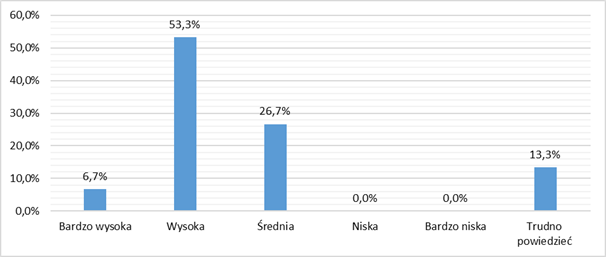 60,0%
50,0%
40,0%
30,0%
20,0%
10,0%
0,0%
6,7%
53,3%
26,7%
0,0%
0,0%
13,3%
Bardzo wysoka
Wysoka
Średnia
Niska
Bardzo niska
Trudno
powiedzieć